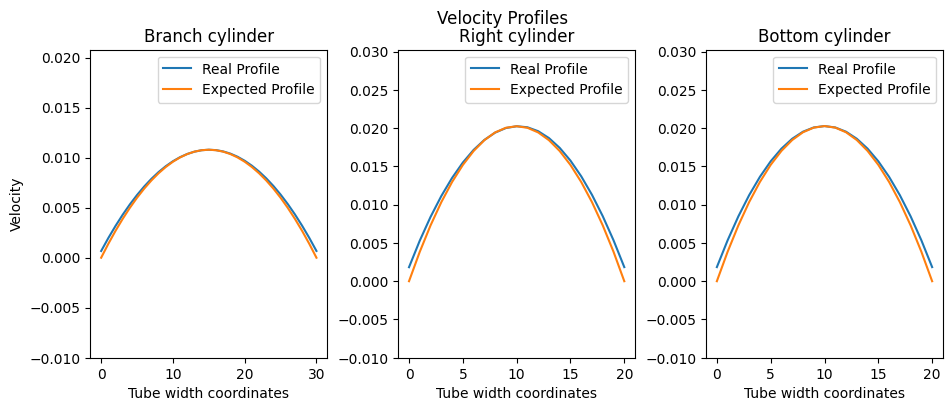 Velocity Profiles
Branch cylinder
Velocity
0.020
0.015
0.010
0.005
0.000
−0.005
−0.010
Real Profile
Expected Profile
0 10 20 30
Tube width coordinates
Right cylinder
0.030
0.025
0.020
0.015
0.010
0.005
0.000
−0.005
−0.010
Real Profile
Expected Profile
0 5 10 15 20
Tube width coordinates
Bottom cylinder
0.030
0.025
0.020
0.015
0.010
0.005
0.000
−0.005
−0.010
Real Profile
Expected Profile
0 5 10 15 20
Tube width coordinates